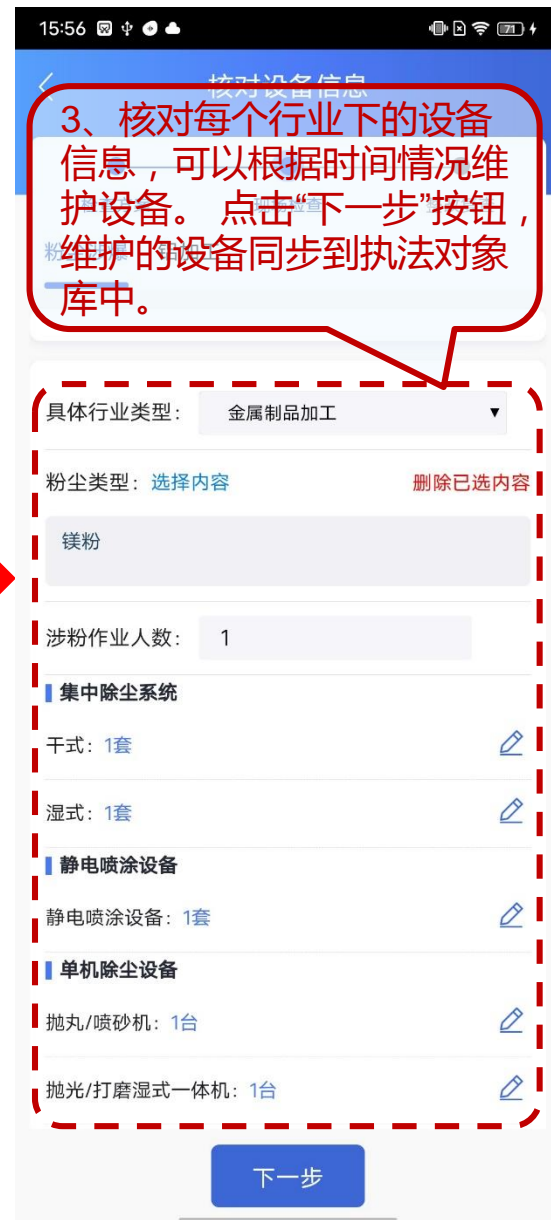 15:56
71
核对设备信息
3、核对每个行业下的设备
信息，可以根据时间情况维
护设备。 点击“下一步”按钮，
维护的设备同步到执法对象
库中。
具体行业类型： 金属制品加工
粉尘类型：选择内容 删除已选内容
镁粉
涉粉作业人数： 1
集中除尘系统
干式：1套
湿式：1套
静电喷涂设备
静电喷涂设备：1套
单机除尘设备
抛丸/喷砂机：1台
抛光/打磨湿式一体机：1台
下一步